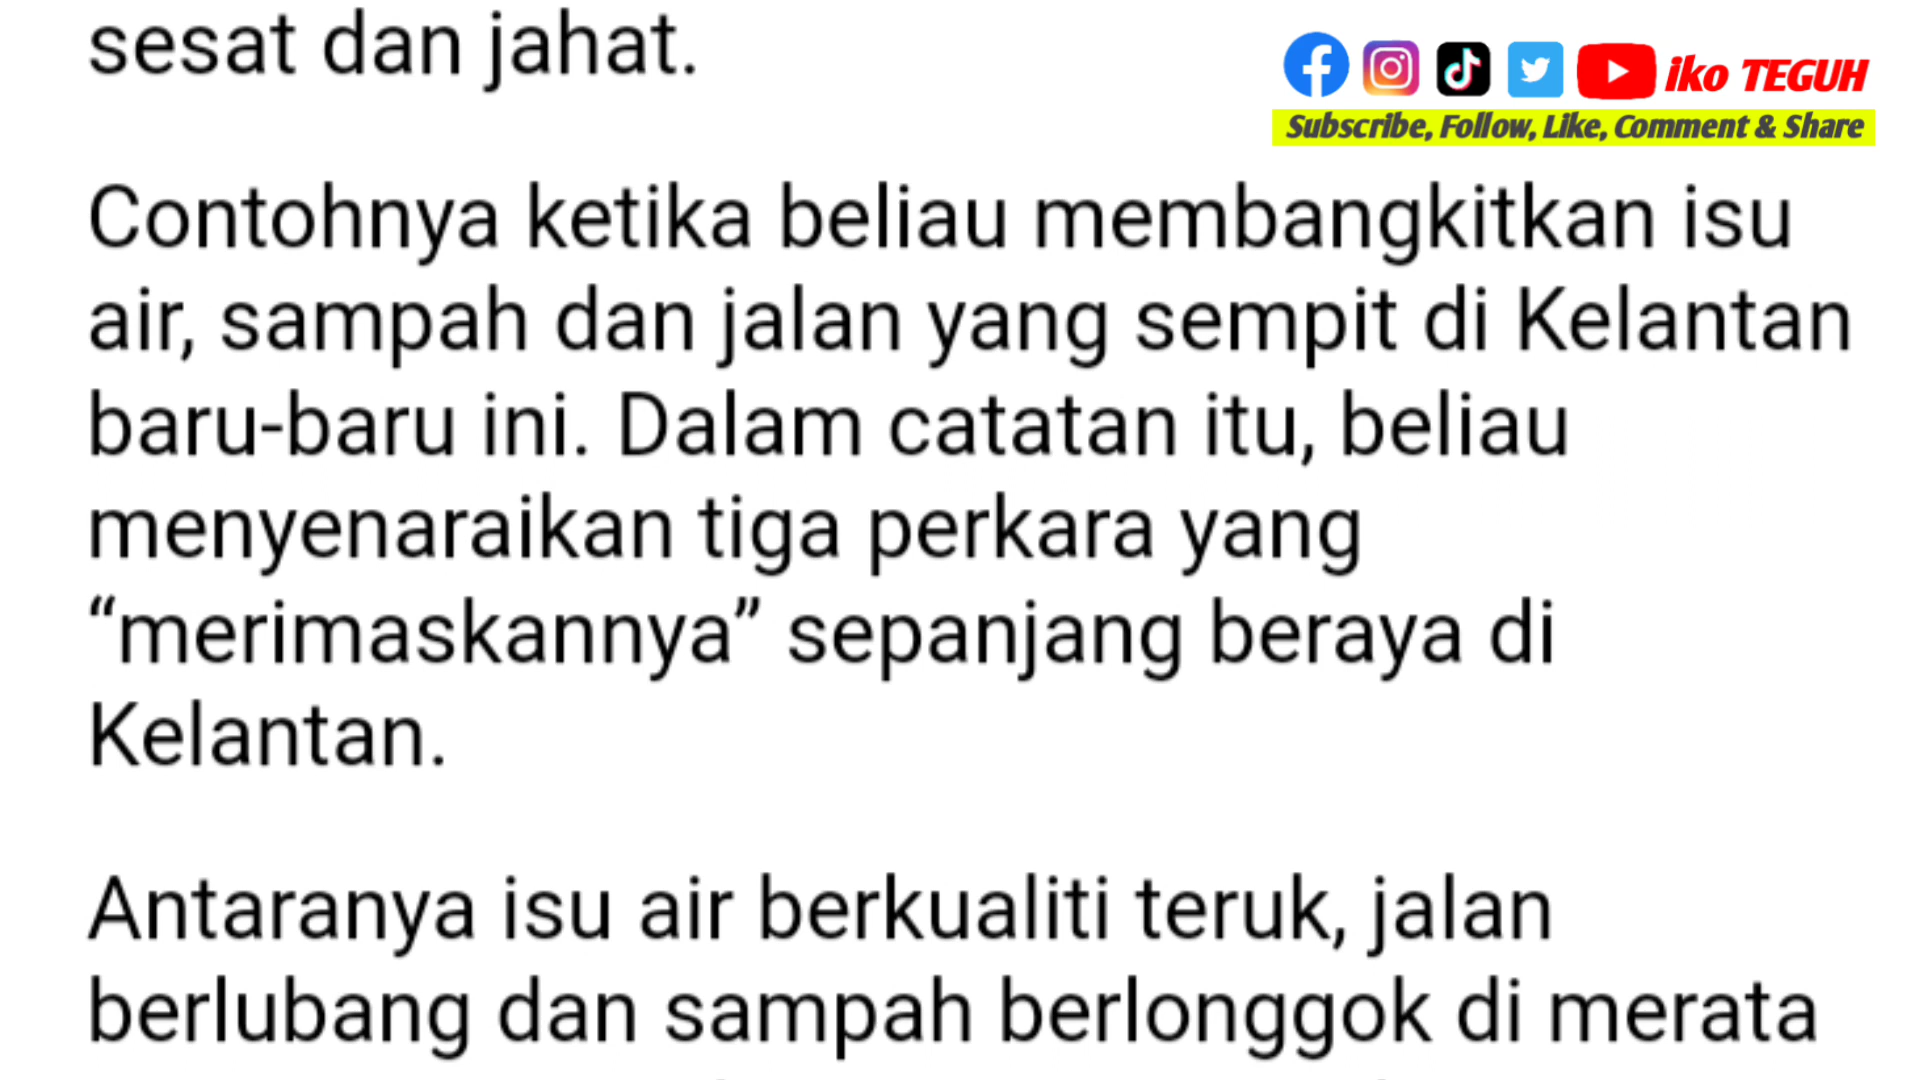 sesat dan jahat.
iko TEGUH
Subscribe, Follow, Like, Comment & Share
Contohnya ketika beliau membangkitkan isu
air, sampah dan jalan yang sempit di Kelantan
baru-baru ini. Dalam catatan itu, beliau
menyenaraikan tiga perkara yang
“merimaskannya” sepanjang beraya di
Kelantan.
Antaranya isu air berkualiti teruk, jalan
berlubang dan sampah berlonggok di merata